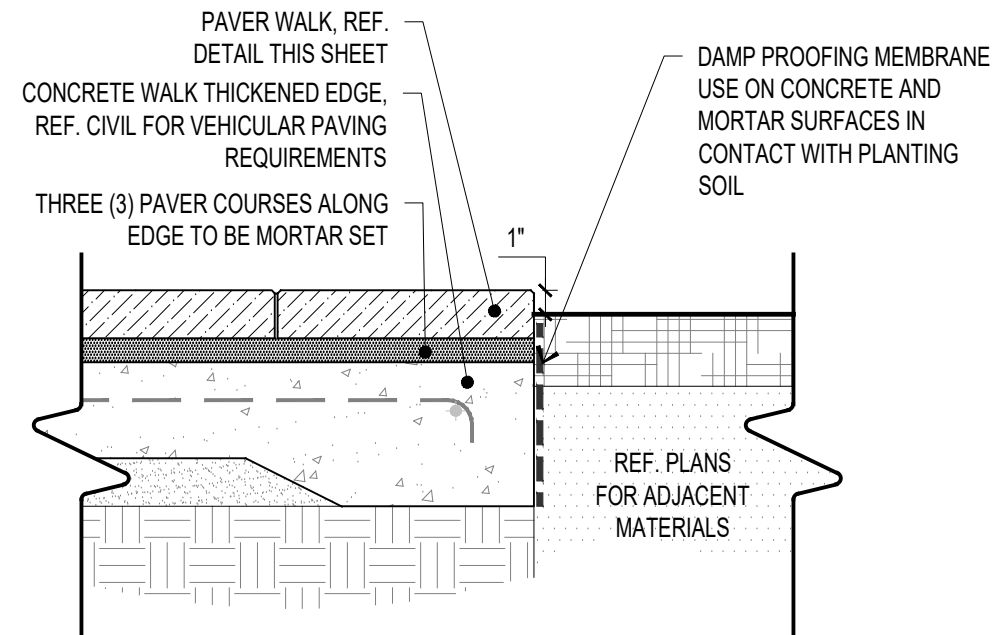 PAVER WALK, REF.
DETAIL THIS SHEET
CONCRETE WALK THICKENED EDGE,
REF. CIVIL FOR VEHICULAR PAVING
REQUIREMENTS
THREE (3) PAVER COURSES ALONG
EDGE TO BE MORTAR SET
1"
DAMP PROOFING MEMBRANE
USE ON CONCRETE AND
MORTAR SURFACES IN
CONTACT WITH PLANTING
SOIL
REF. PLANS
FOR ADJACENT
MATERIALS